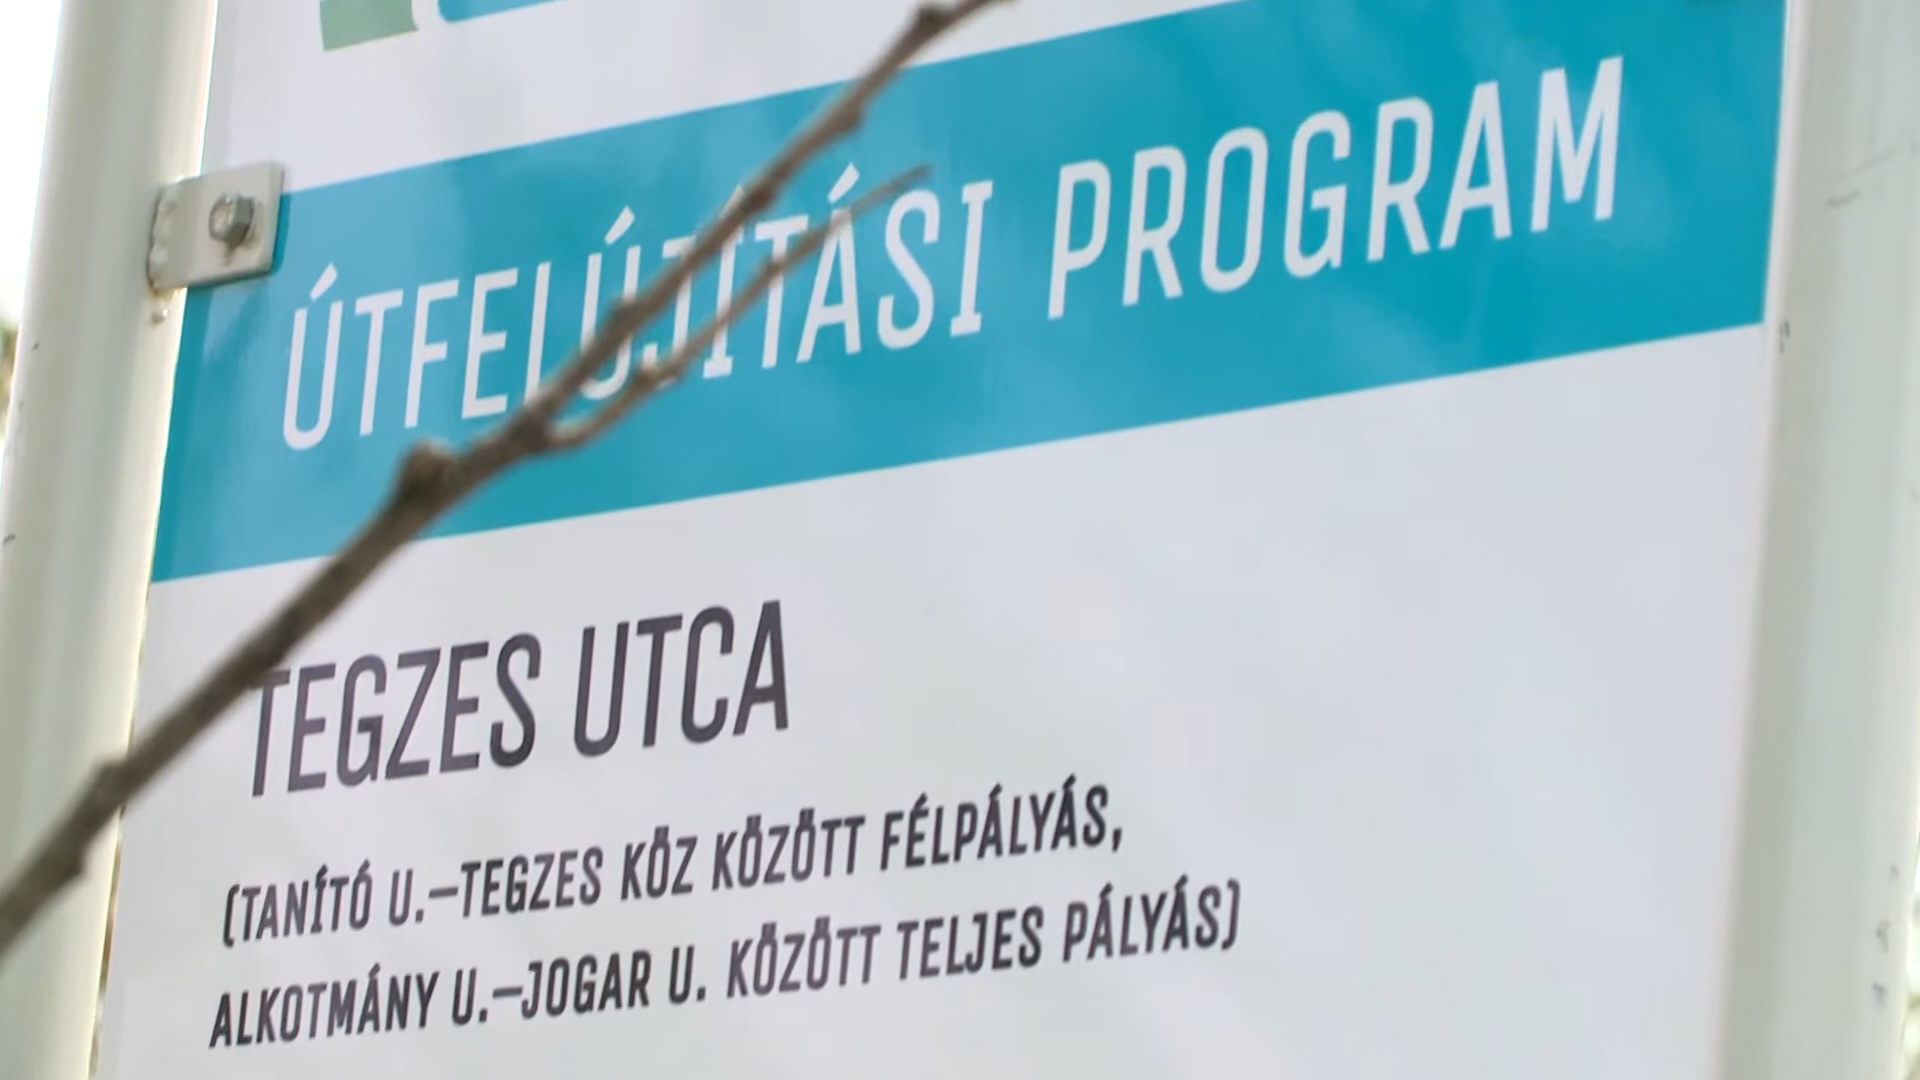 ÚTFELÚJÍTÁSI PROGRAM
TEGZES UTCA
(TANÍTÓ U.–TEGZES KÖZ KÖZÖTT FÉLPÁLYÁS,
ALKOTMÁNY U.–JOGAR U. KÖZÖTT TELJES PÁLYÁS)